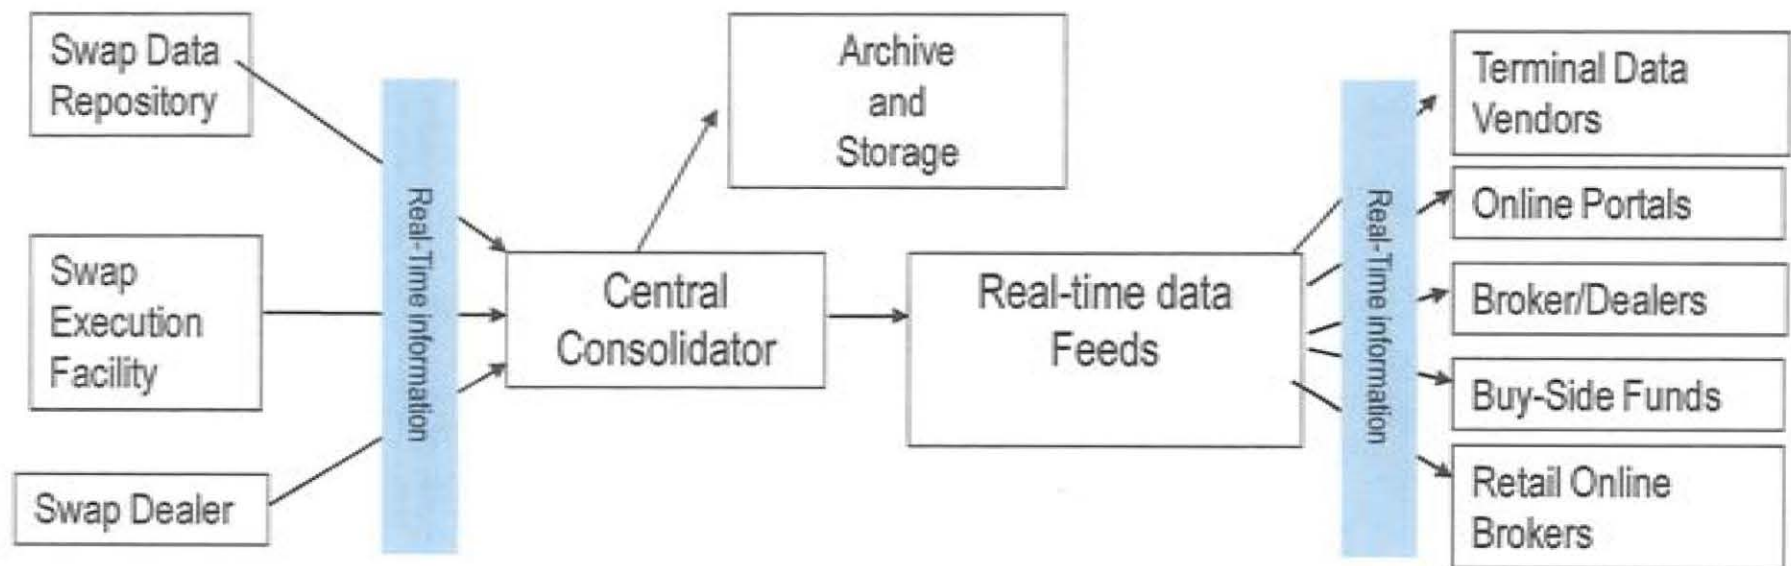 Swap Data
Repository
Swap
Execution
Facility
Swap Dealer
Real-Time information
Archive
and
Storage
Central
Consolidator
Real-time data
Feeds
Real-Time information
Terminal Data
Vendors
Online Portals
Broker/Dealers
Buy-Side Funds
Retail Online
Brokers